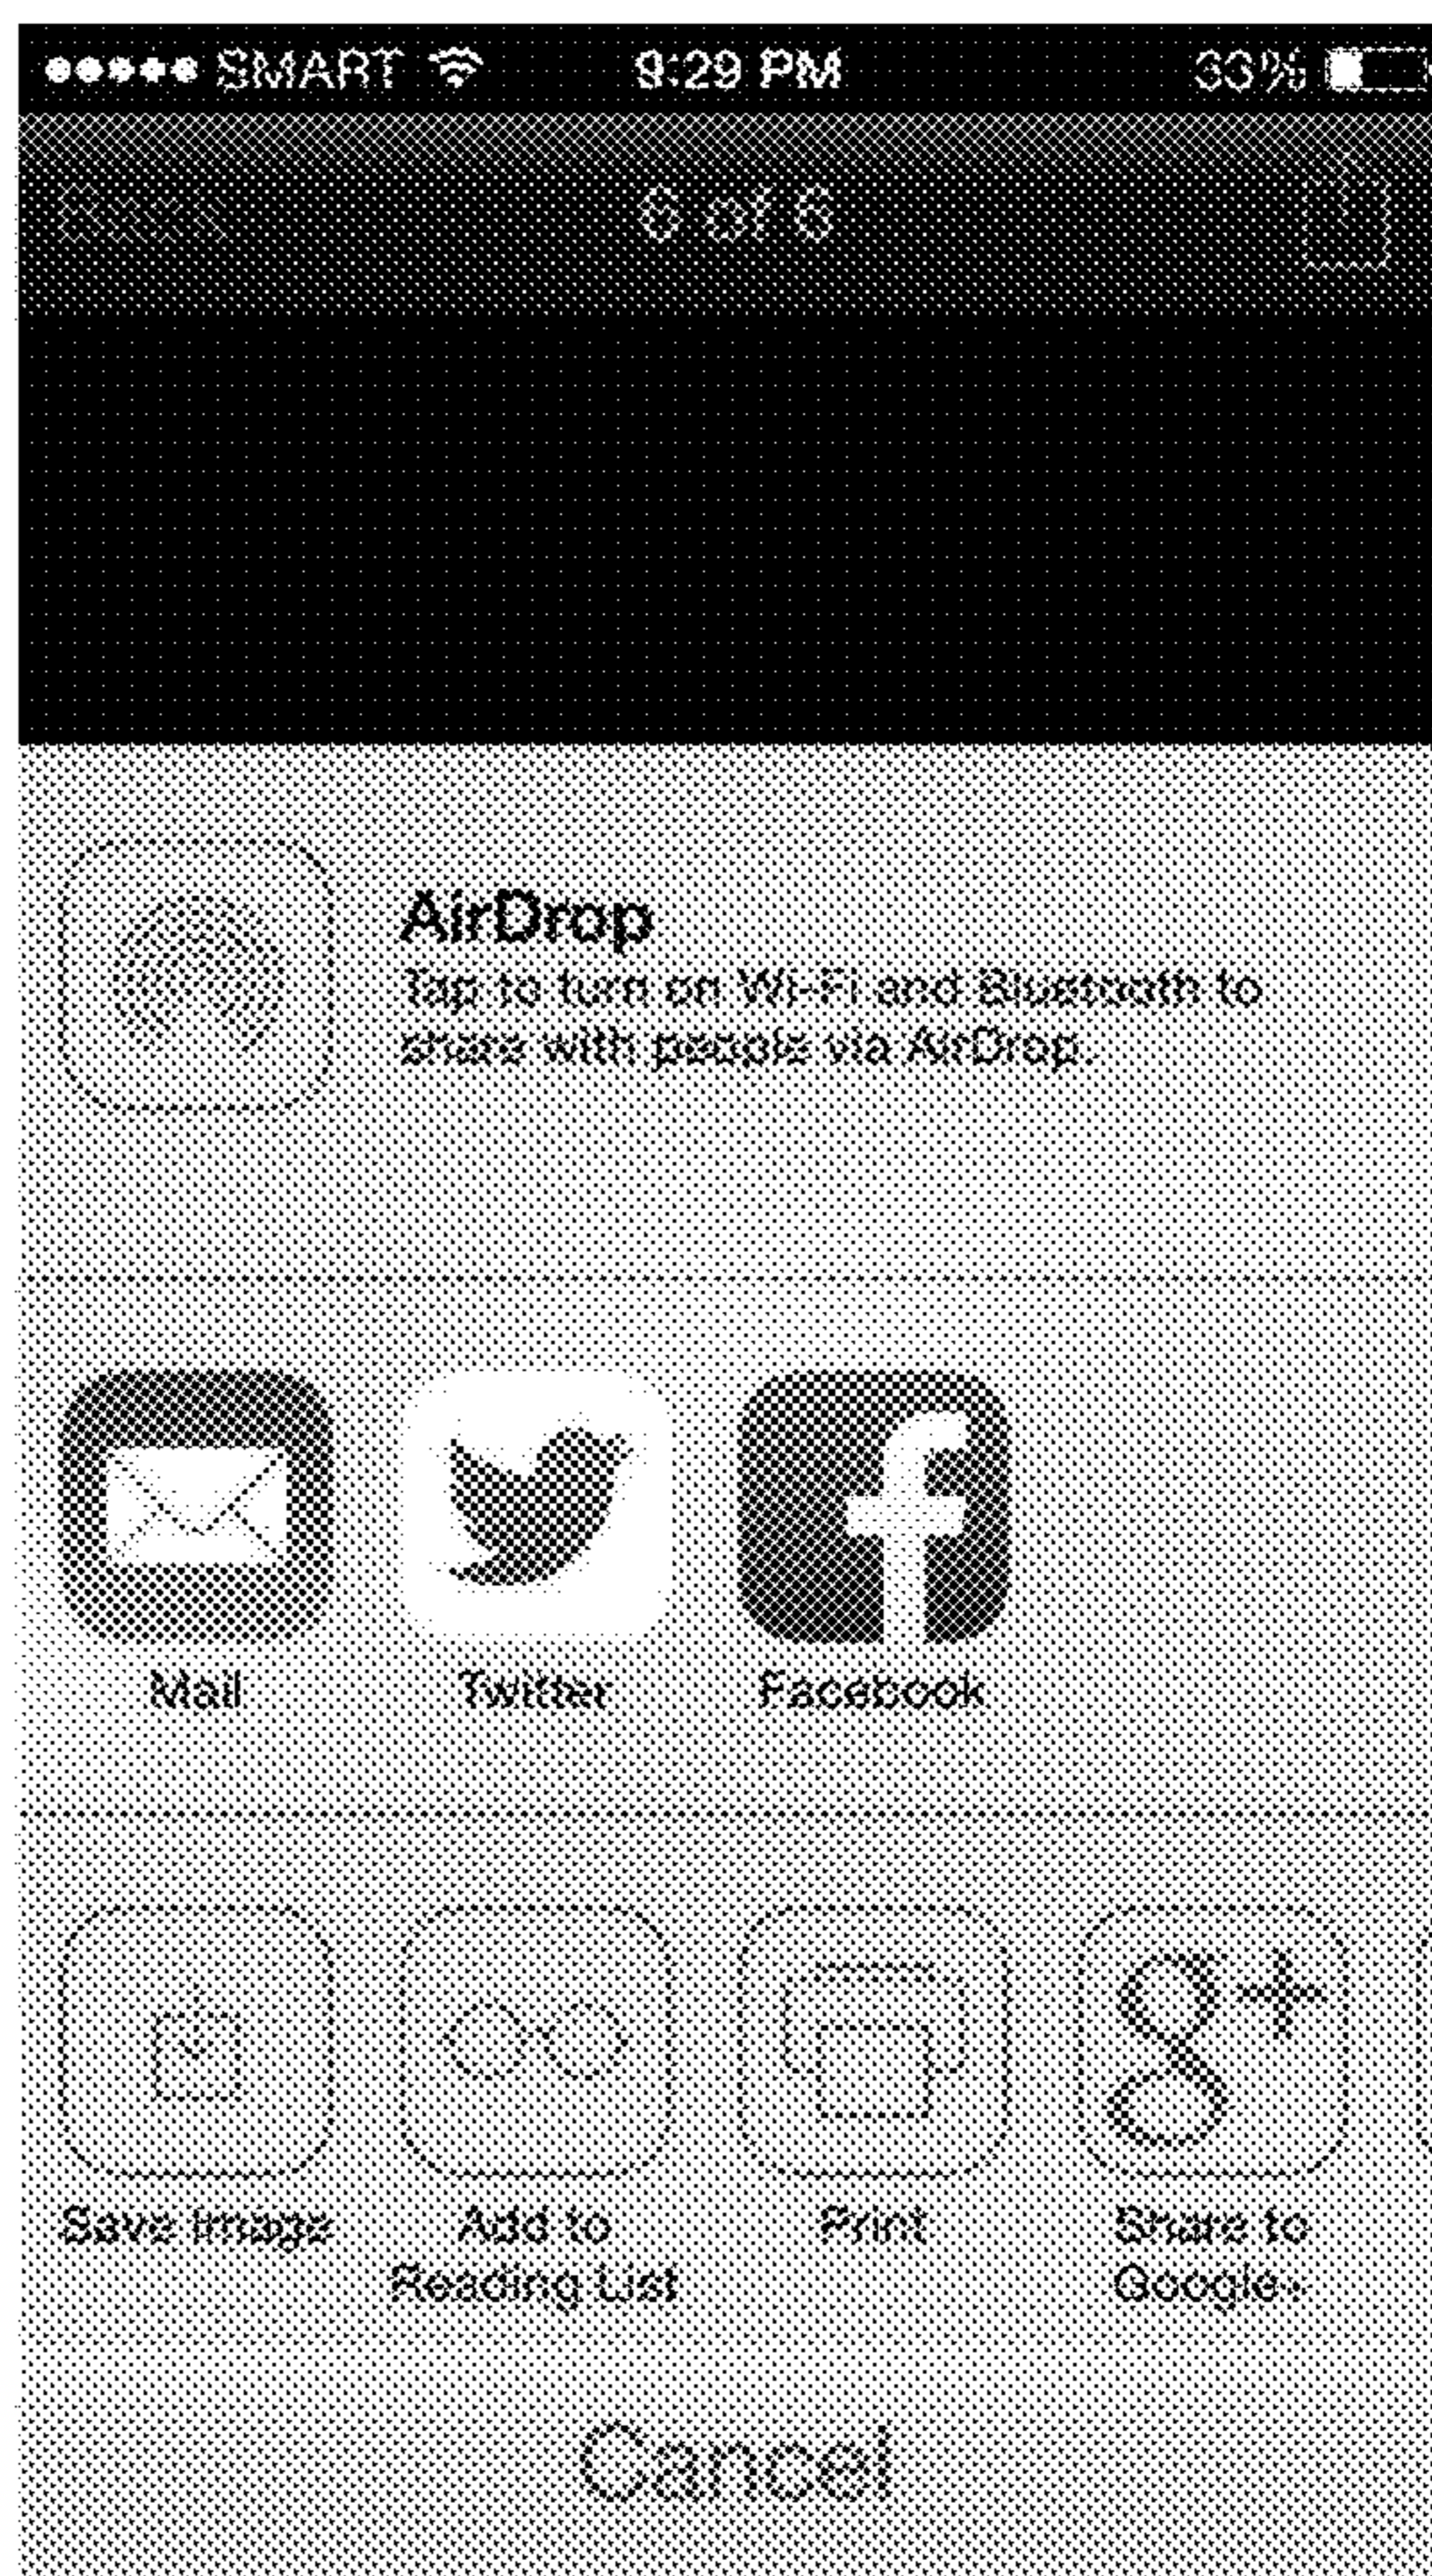 SMART 9:29 PM 33%
Back 6 of 6
AirDrop
Tap to turn on Wi-Fi and Bluetooth to
share with people via AirDrop.
Mail Twitter Facebook
g+
Save Image Add to Print Share to
Reading List Google+
Cancel